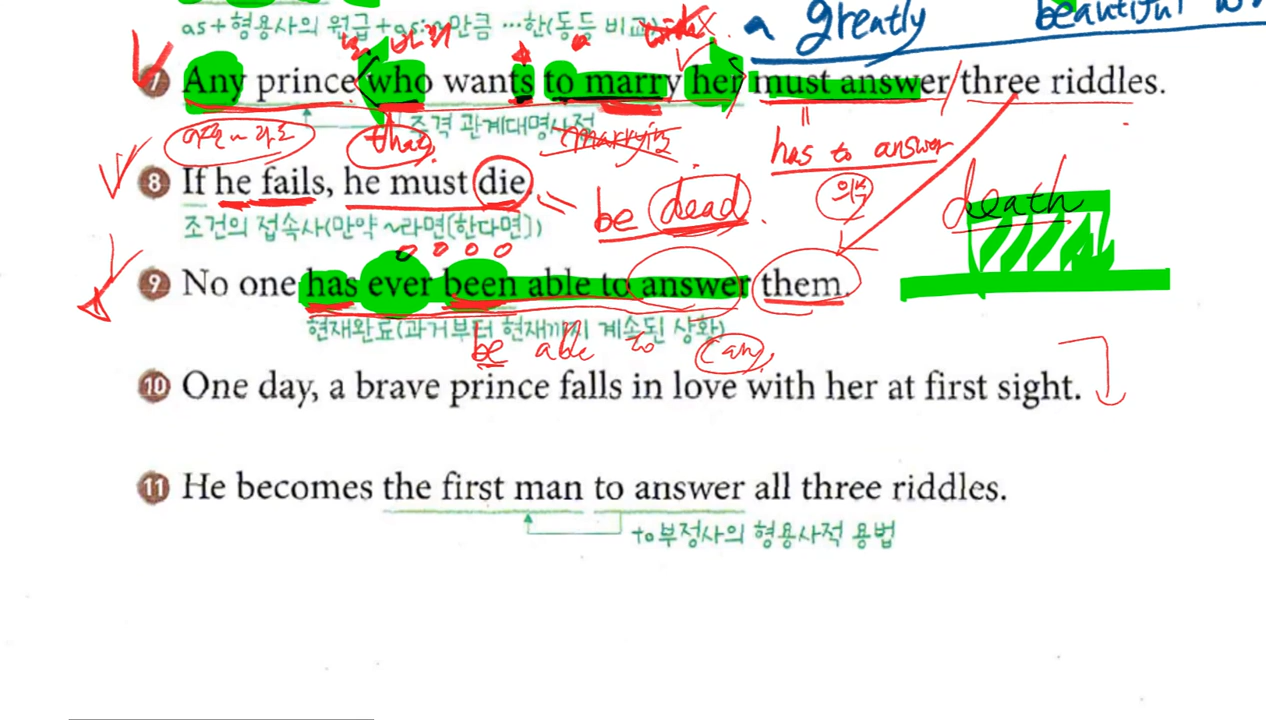 as+형용사의 원급+as:~만큼 …한(동등 비교)
a greatly beautiful
7 Any prince who wants to marry her must answer three riddles.
주격 관계대명사절
that
has to answer
8 If he fails, he must die.
= be dead.
의무
death
조건의 접속사(만약 ~라면[한다면])
9 No one has ever been able to answer them.
현재완료(과거부터 현재까지 계속된 상황)
be able to can
10 One day, a brave prince falls in love with her at first sight.
11 He becomes the first man to answer all three riddles.
to부정사의 형용사적 용법